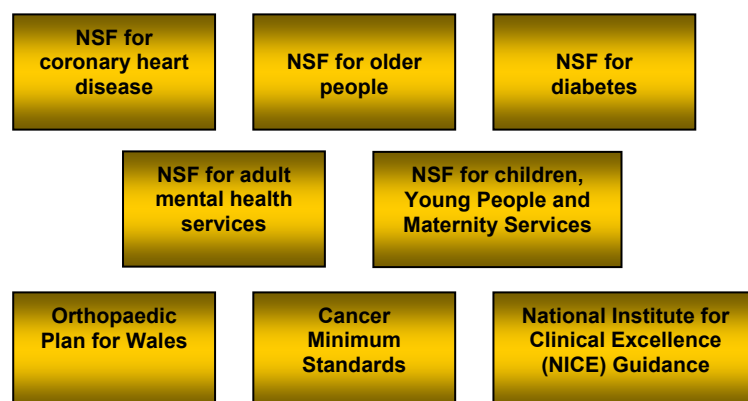 NSF for
coronary heart
disease
NSF for older
people
NSF for
diabetes
NSF for adult
mental health
services
NSF for children,
Young People and
Maternity Services
Orthopaedic
Plan for Wales
Cancer
Minimum
Standards
National Institute for
Clinical Excellence
(NICE) Guidance